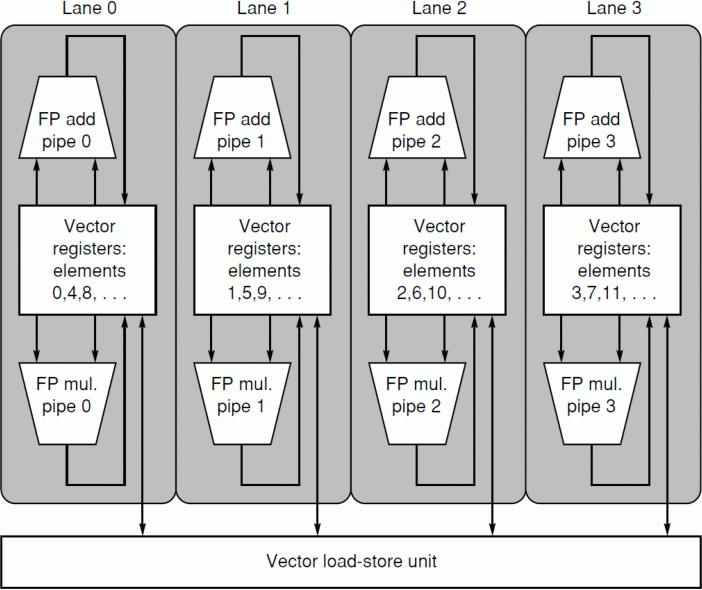 Lane 0
Lane 1
Lane 2
Lane 3
FP add
pipe 0
FP add
pipe 1
FP add
pipe 2
FP add
pipe 3
Vector
registers:
elements
0,4,8, . . .
Vector
registers:
elements
1,5,9, . . .
Vector
registers:
elements
2,6,10, . . .
Vector
registers:
elements
3,7,11, . . .
FP mul.
pipe 0
FP mul.
pipe 1
FP mul.
pipe 2
FP mul.
pipe 3
Vector load-store unit